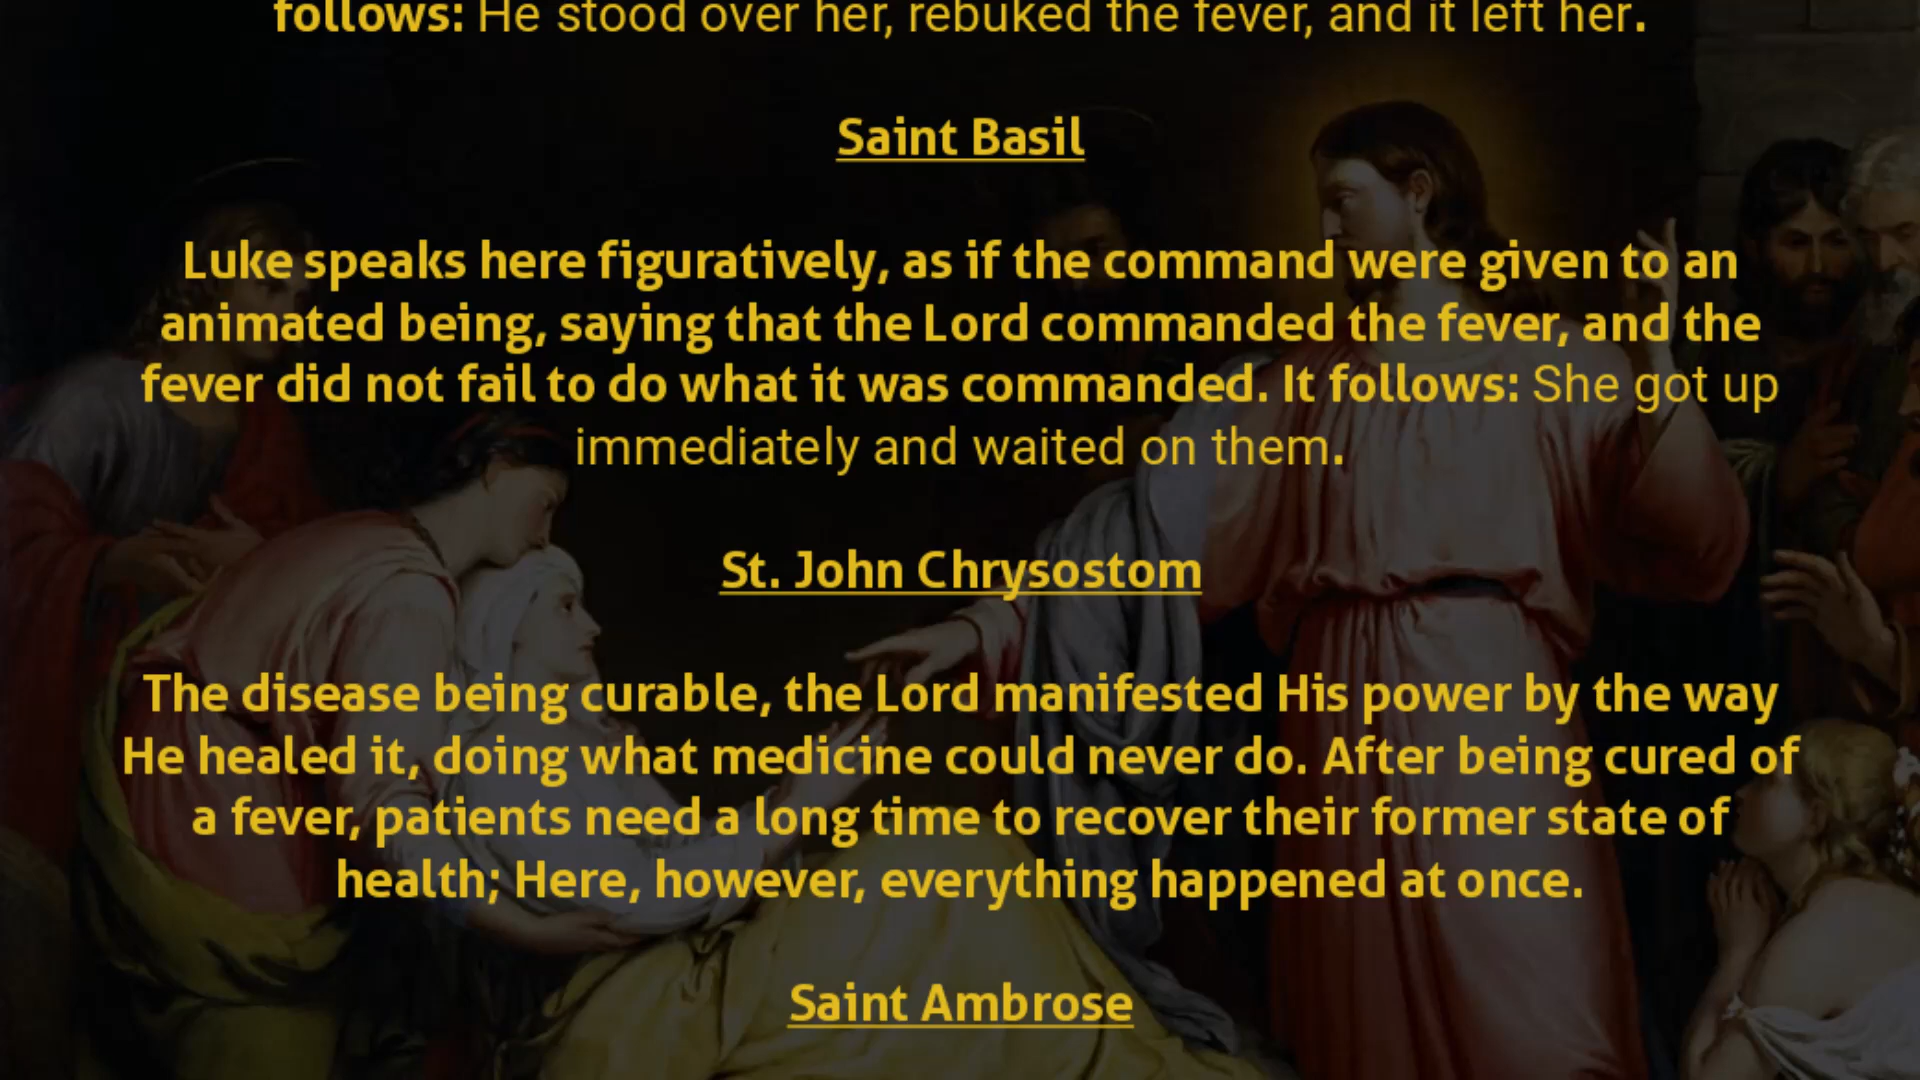 follows: He stood over her, rebuked the fever, and it left her.
Saint Basil
Luke speaks here figuratively, as if the command were given to an
animated being, saying that the Lord commanded the fever, and the
fever did not fail to do what it was commanded. It follows: She got up
immediately and waited on them.
St. John Chrysostom
The disease being curable, the Lord manifested His power by the way
He healed it, doing what medicine could never do. After being cured of
a fever, patients need a long time to recover their former state of
health; Here, however, everything happened at once.
Saint Ambrose